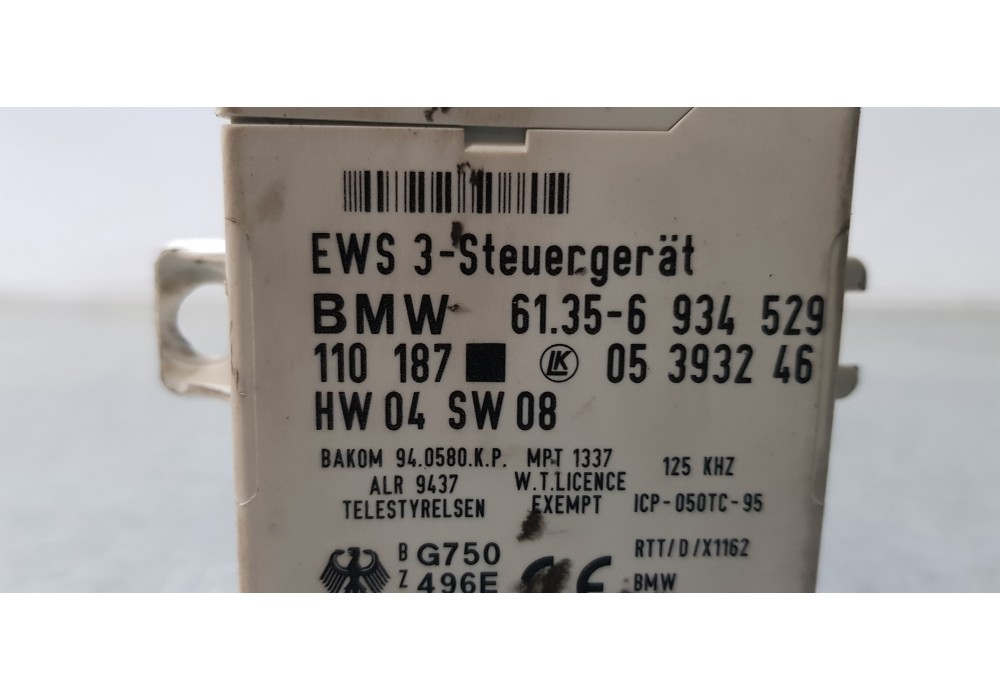 EWS 3-Steuergerät
BMW 61.35-6 934 529
110 187 LK 05 3932 46
HW 04 SW 08
BAKOM 94.0580.K.P. MPT 1337 125 KHZ
ALR 9437 W.T.LICENCE
TELESTYRELSEN EXEMPT ICP-050TC-95
B G750 RTT/D/X1162
Z 496E CE BMW